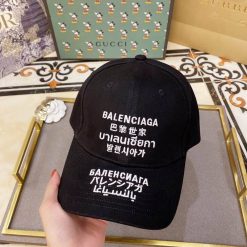 GUCCI
BALENCIAGA
巴黎世家
บาเลนเซียกา
발렌시아가
БАЛЕНСИАГА
バレンシアガ
بالنسياغا